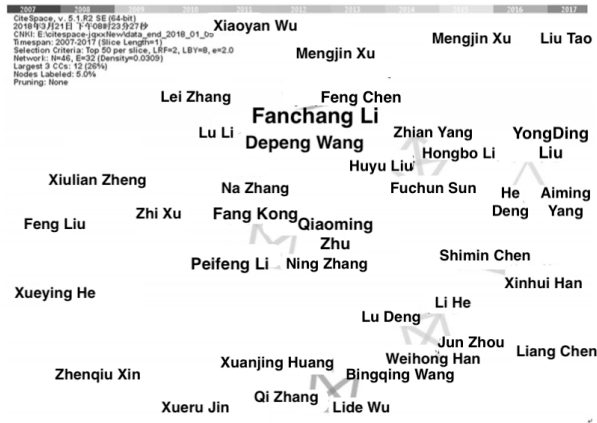 2007 2008 2009 2010 2011 2012 2013 2014 2015 2016 2017
CiteSpace, v. 5.1.R2 SE (64-bit)
2018年3月21日 下午08时23分27秒
CNKI: E:\citespace-jqxxNew\data_end_2018_01_05
Timespan: 2007-2017 (Slice Length=1)
Selection Criteria: Top 50 per slice, LRF=2, LBY=8, e=2.0
Network: N=46, E=32 (Density=0.0309)
Largest 3 CCs: 12 (26%)
Nodes Labeled: 5.0%
Pruning: None
Xiaoyan Wu
Mengjin Xu
Liu Tao
Mengjin Xu
Lei Zhang
Feng Chen
Fanchang Li
Lu Li
Depeng Wang
Zhian Yang
YongDing
Liu
Hongbo Li
Huyu Liu
Xiulian Zheng
Na Zhang
Fuchun Sun
He
Deng
Aiming
Yang
Feng Liu
Zhi Xu
Fang Kong
Qiaoming
Zhu
Peifeng Li
Ning Zhang
Shimin Chen
Xinhui Han
Xueying He
Li He
Lu Deng
Jun Zhou
Liang Chen
Weihong Han
Xuanjing Huang
Zhenqiu Xin
Bingqing Wang
Qi Zhang
Xueru Jin
Lide Wu